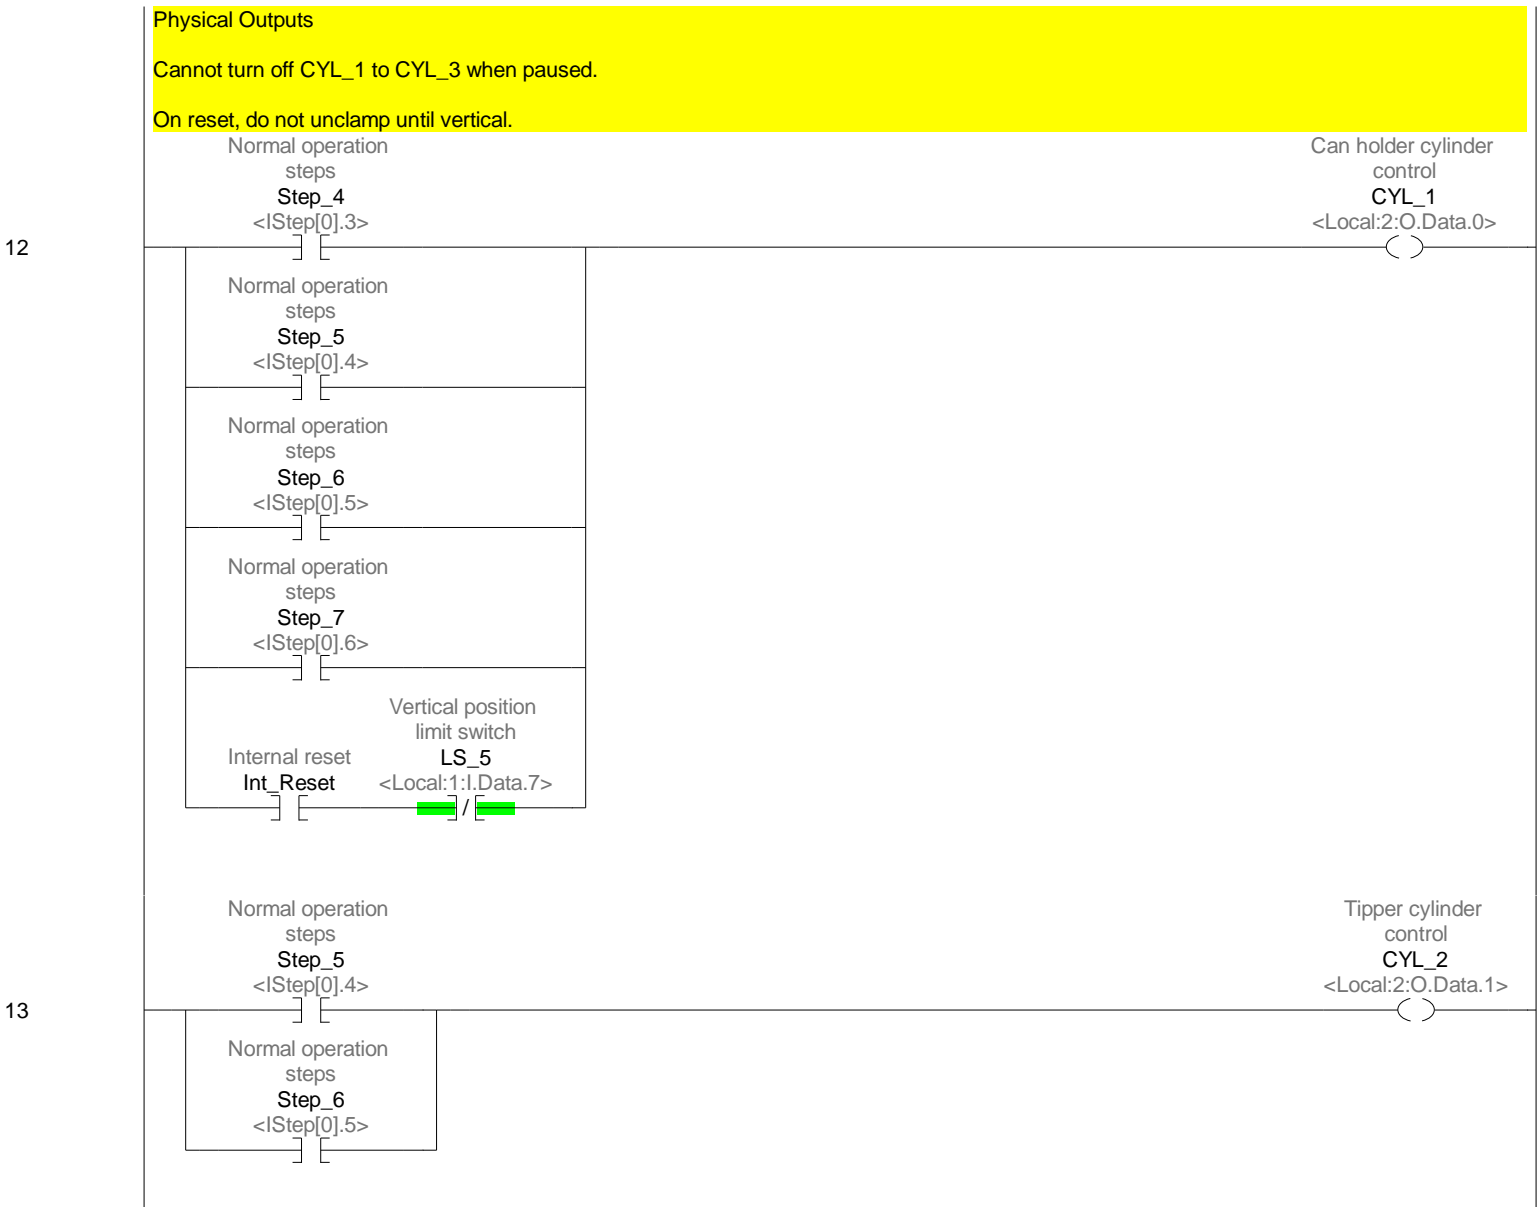 Physical Outputs
Cannot turn off CYL_1 to CYL_3 when paused.
On reset, do not unclamp until vertical.
Normal operation
steps
Step_4
<IStep[0].3>
Can holder cylinder
control
CYL_1
<Local:2:O.Data.0>
12
Normal operation
steps
Step_5
<IStep[0].4>
Normal operation
steps
Step_6
<IStep[0].5>
Normal operation
steps
Step_7
<IStep[0].6>
Internal reset
Int_Reset
Vertical position
limit switch
LS_5
<Local:1:I.Data.7>
/
Normal operation
steps
Step_5
<IStep[0].4>
Tipper cylinder
control
CYL_2
<Local:2:O.Data.1>
13
Normal operation
steps
Step_6
<IStep[0].5>